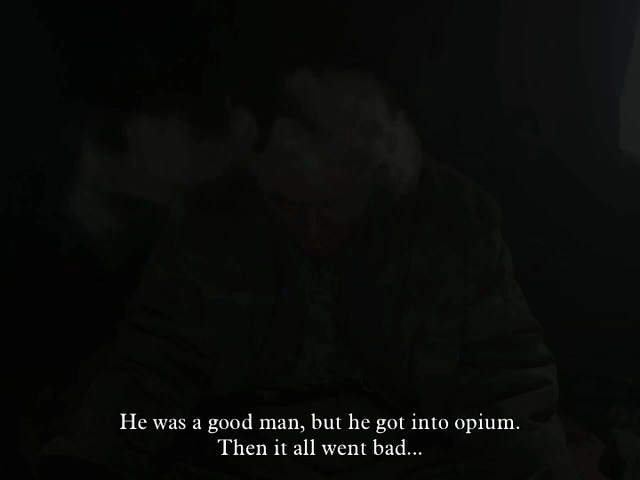 He was a good man, but he got into opium.
Then it all went bad...